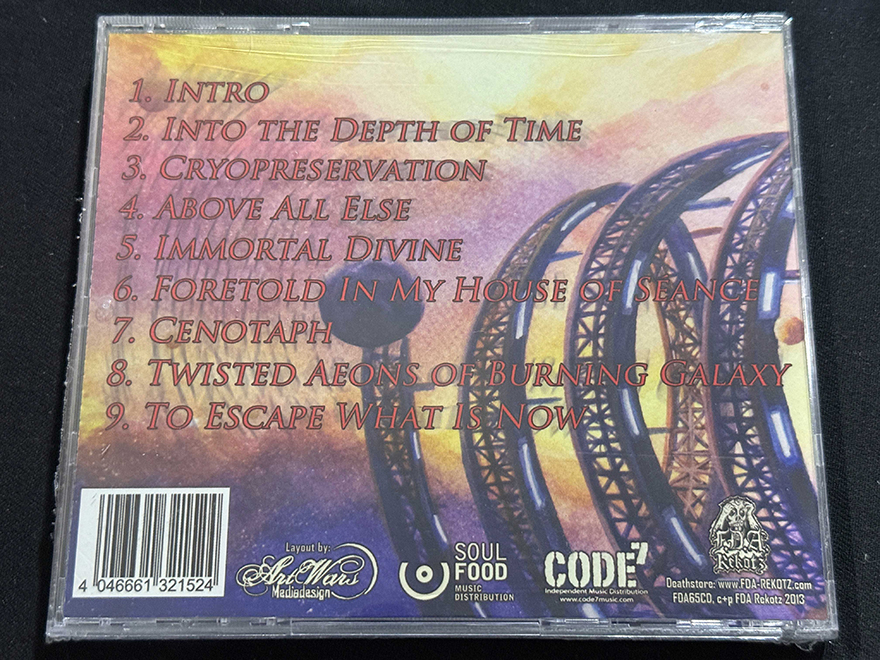 1. Intro
2. Into the Depth of Time
3. Cryopreservation
4. Above All Else
5. Immortal Divine
6. Foretold In My House of Séance
7. Cenotaph
8. Twisted Aeons of Burning Galaxy
9. To Escape What Is Now
4 046661 321524
Layout by:
ArtWars
Mediadesign
SOUL
FOOD
MUSIC
DISTRIBUTION
CODE7
Independent Music Distribution
www.code7music.com
FDA
Rekotz
Deathstore: www.FDA-REKOTZ.com
FDA65CD, c+p FDA Rekotz 2013